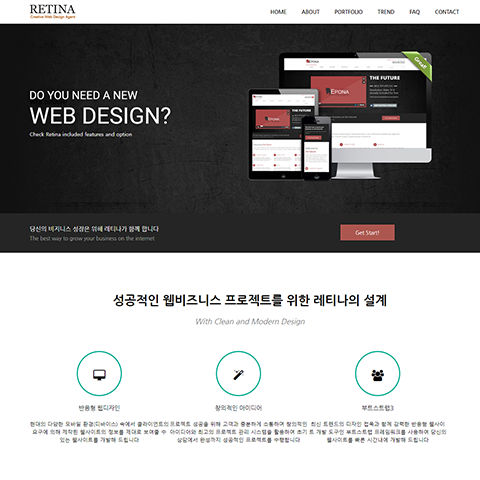 RETINA
Creative Web Design Agent
HOME ABOUT PORTFOLIO TREND FAQ CONTACT
DO YOU NEED A NEW
WEB DESIGN?
Check Retina included features and option
Great!
EPONA
THE FUTURE
당신의 비지니스 성장은 위해 레티나가 함께 합니다
The best way to grow your business on the internet
Get Start!
성공적인 웹비즈니스 프로젝트를 위한 레티나의 설계
With Clean and Modern Design
반응형 웹디자인
현대의 다양한 모바일 환경(디바이스) 속에서 클라이언트의
요구에 의해 제작된 웹사이트의 정보를 제대로 보여줄 수
있는 웹사이트를 개발해 드립니다
창의적인 아이디어
프로젝트 성공을 위해 고객과 충분하게 소통하며 창의적인
아이디어와 최고의 프로젝트 관리 시스템을 활용하여 초기
상담에서 완성까지 성공적인 프로젝트를 수행합니다
부트스트랩3
최신 트렌드의 디자인 접목과 함께 강력한 반응형 웹사이
트 개발 도구인 부트스트랩 프레임워크를 사용하여 당신의
웹사이트를 빠른 시간내에 개발해 드립니다